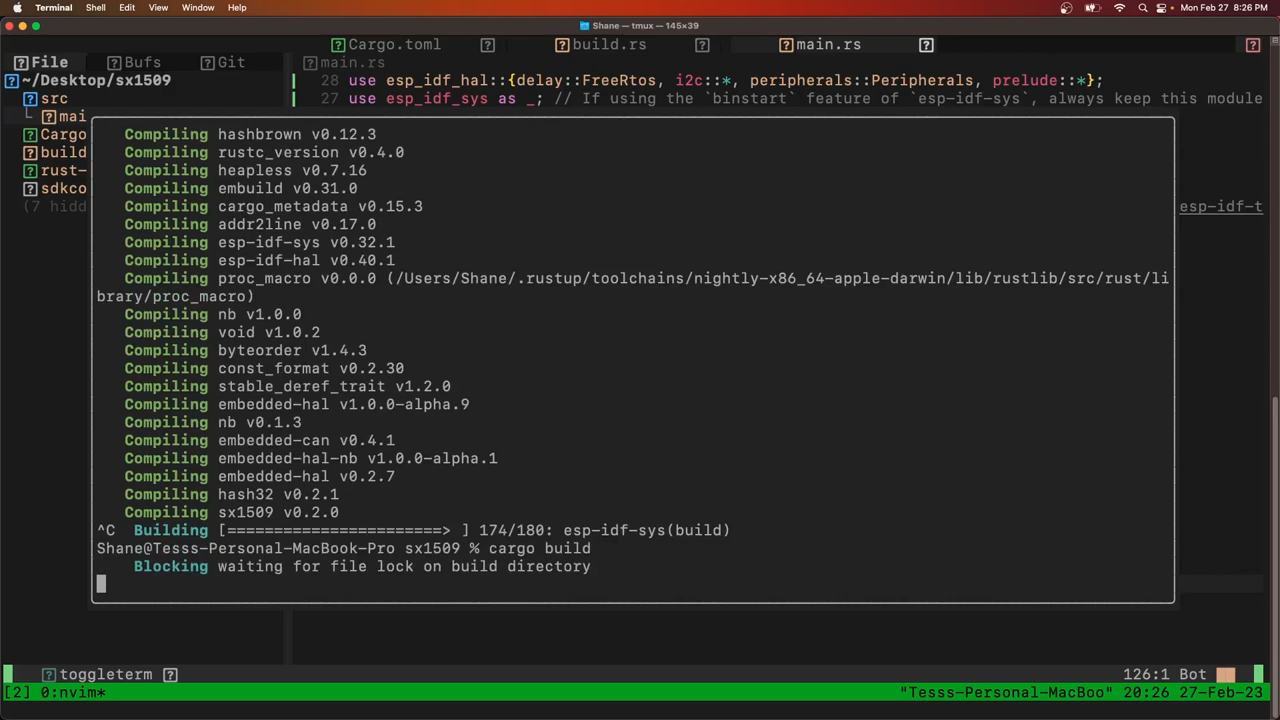 Terminal Shell Edit View Window Help Mon Feb 27 8:26 PM
Shane — tmux — 145×39
Cargo.toml build.rs main.rs
File Bufs Git main.rs
~/Desktop/sx1509 28 use esp_idf_hal::{delay::FreeRtos, i2c::*, peripherals::Peripherals, prelude::*};
src 27 use esp_idf_sys as _; // If using the `binstart` feature of `esp-idf-sys`, always keep this module
mai
Compiling hashbrown v0.12.3
Cargo
Compiling rustc_version v0.4.0
build
Compiling heapless v0.7.16
rust-
Compiling embuild v0.31.0
sdkco
Compiling cargo_metadata v0.15.3
(7 hidd esp-idf-t
Compiling addr2line v0.17.0
Compiling esp-idf-sys v0.32.1
Compiling esp-idf-hal v0.40.1
Compiling proc_macro v0.0.0 (/Users/Shane/.rustup/toolchains/nightly-x86_64-apple-darwin/lib/rustlib/src/rust/li
brary/proc_macro)
Compiling nb v1.0.0
Compiling void v1.0.2
Compiling byteorder v1.4.3
Compiling const_format v0.2.30
Compiling stable_deref_trait v1.2.0
Compiling embedded-hal v1.0.0-alpha.9
Compiling nb v0.1.3
Compiling embedded-can v0.4.1
Compiling embedded-hal-nb v1.0.0-alpha.1
Compiling embedded-hal v0.2.7
Compiling hash32 v0.2.1
Compiling sx1509 v0.2.0
^C Building [=======================> ] 174/180: esp-idf-sys(build)
Shane@Tesss-Personal-MacBook-Pro sx1509 % cargo build
Blocking waiting for file lock on build directory
toggleterm 126:1 Bot
[2] 0:nvim* "Tesss-Personal-MacBoo" 20:26 27-Feb-23